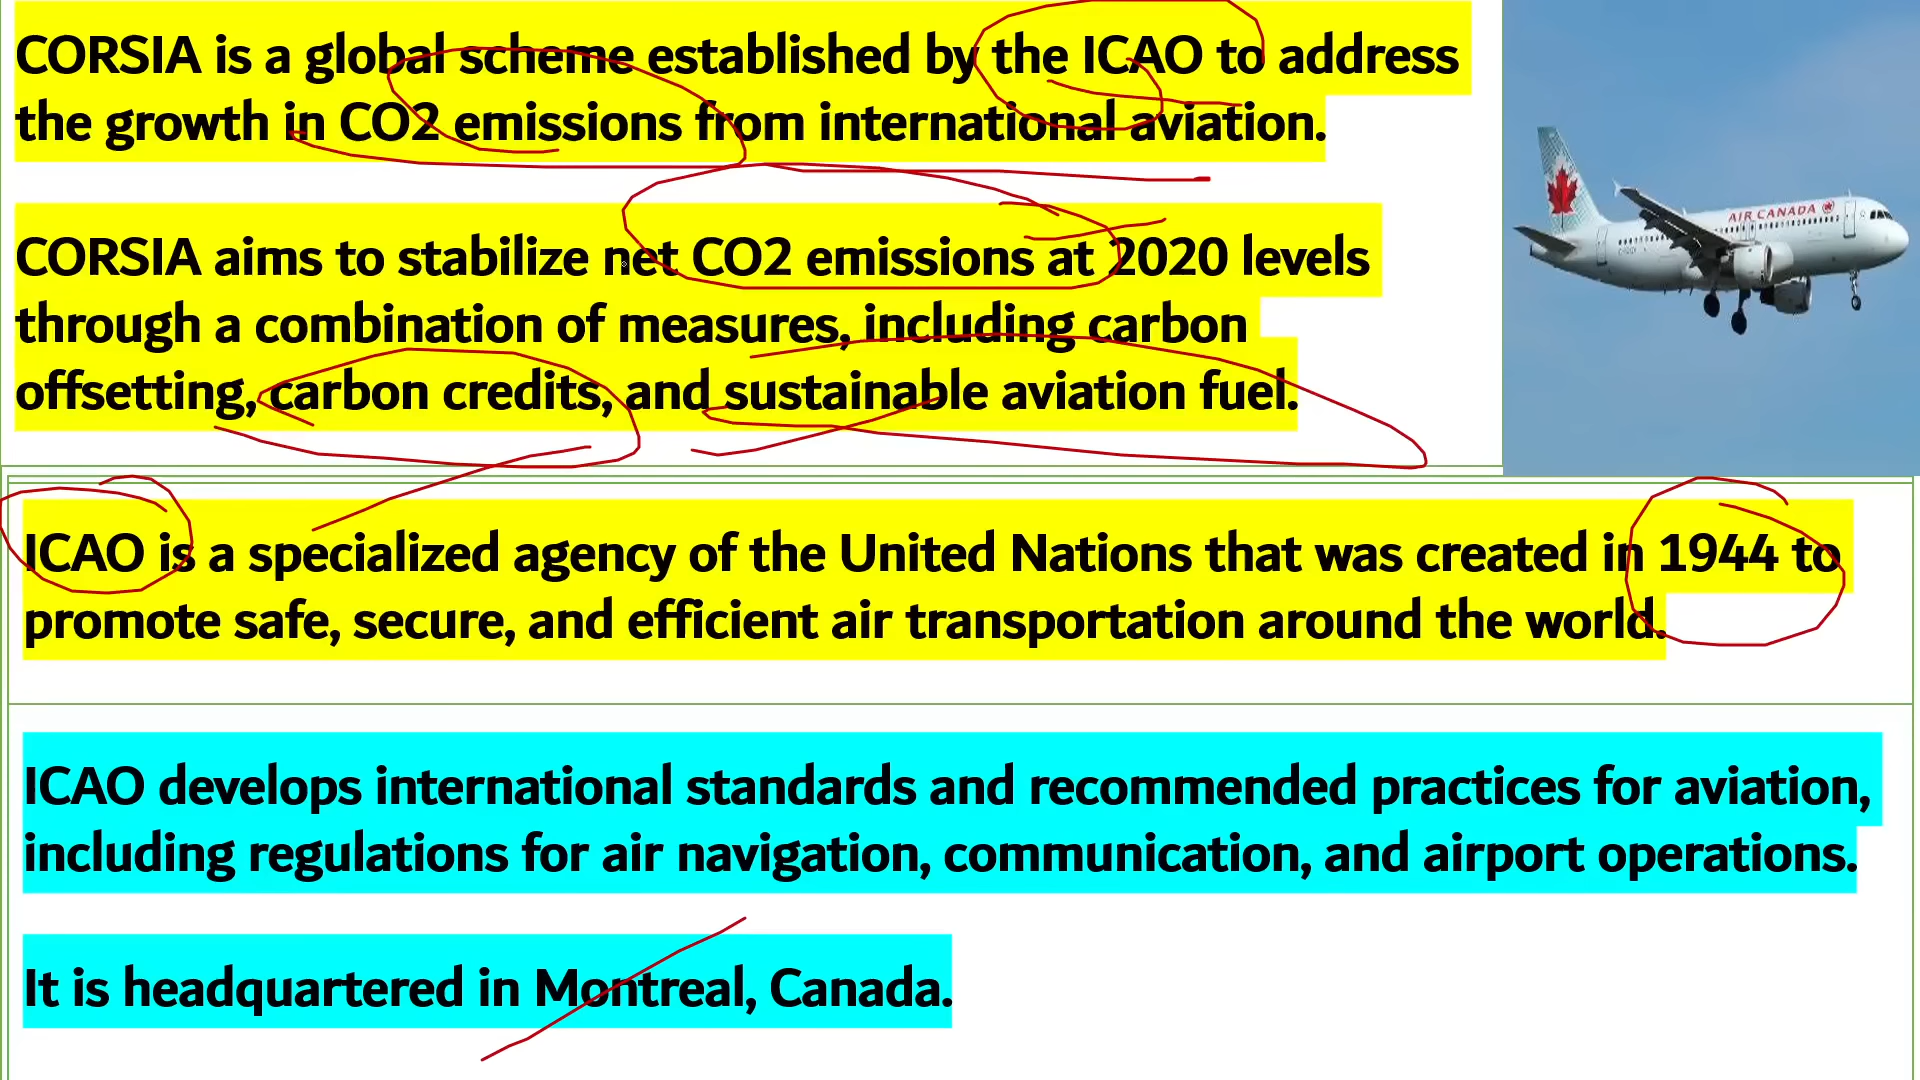 CORSIA is a global scheme established by the ICAO to address
the growth in CO2 emissions from international aviation.
AIR CANADA
CORSIA aims to stabilize net CO2 emissions at 2020 levels
through a combination of measures, including carbon
offsetting, carbon credits, and sustainable aviation fuel.
ICAO is a specialized agency of the United Nations that was created in 1944 to
promote safe, secure, and efficient air transportation around the world.
ICAO develops international standards and recommended practices for aviation,
including regulations for air navigation, communication, and airport operations.
It is headquartered in Montreal, Canada.